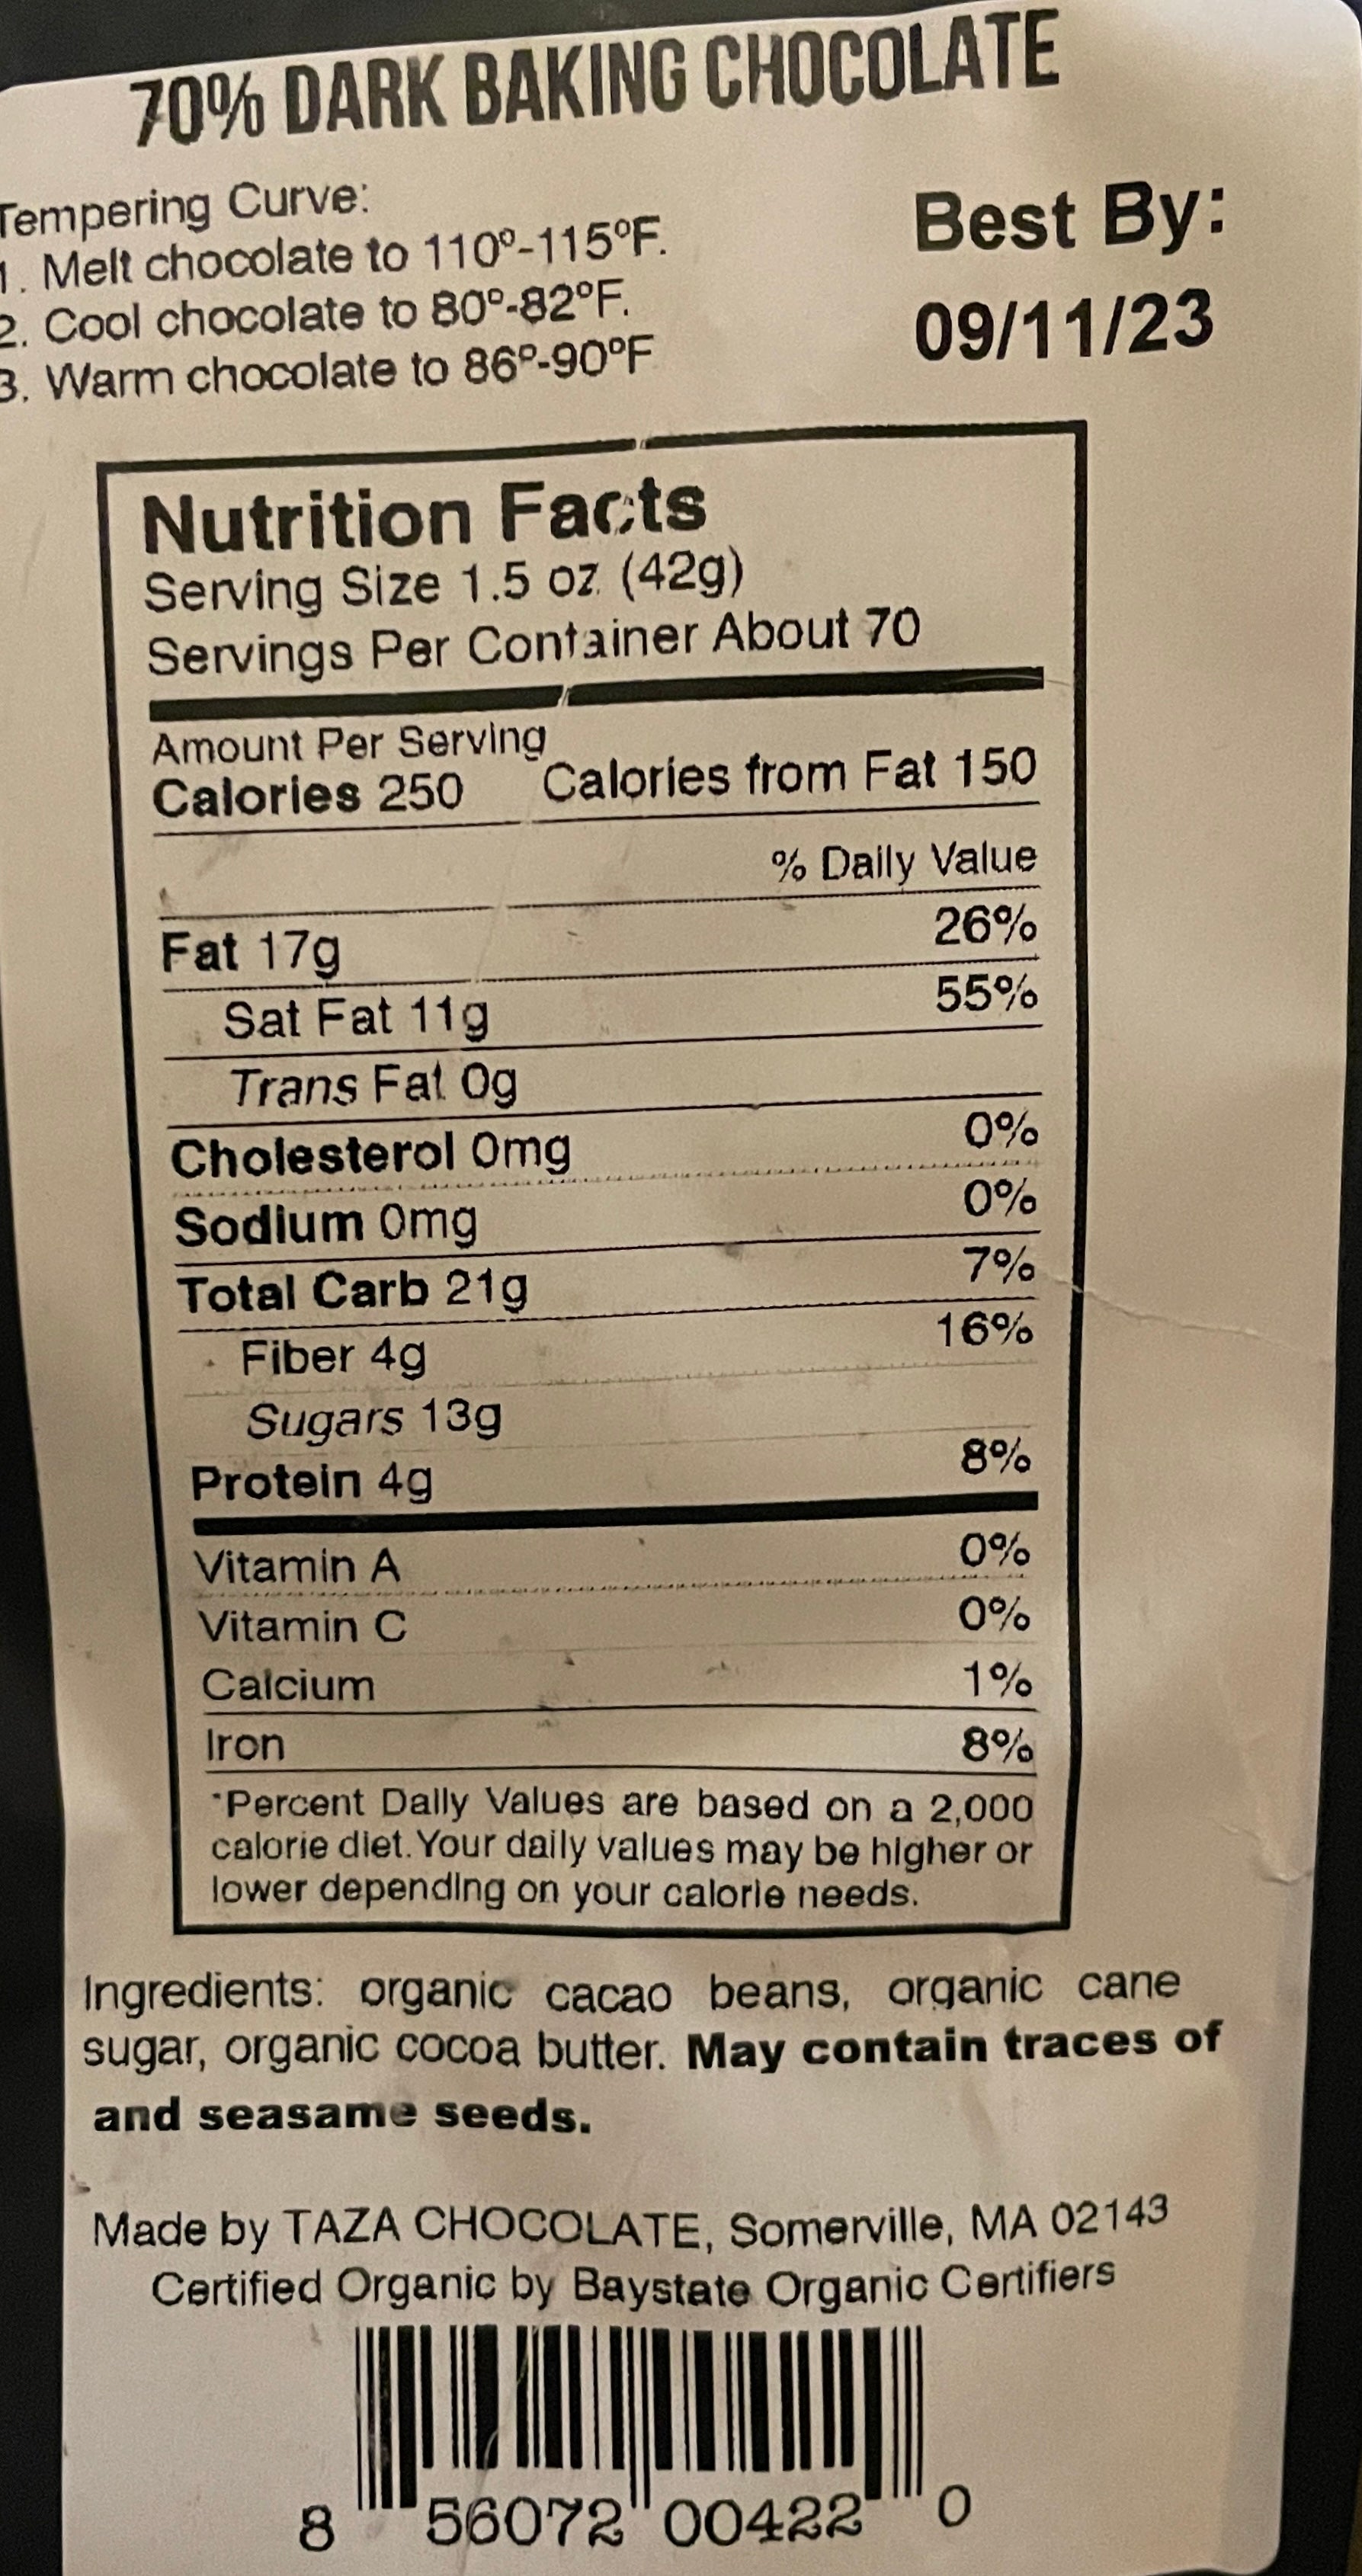 70% DARK BAKING CHOCOLATE
Tempering Curve:
1. Melt chocolate to 110º-115ºF.
2. Cool chocolate to 80º-82ºF.
3. Warm chocolate to 86º-90ºF
Best By:
09/11/23
Nutrition Facts
Serving Size 1.5 oz (42g)
Servings Per Container About 70
Amount Per Serving
Calories 250 Calories from Fat 150
% Daily Value
Fat 17g 26%
Sat Fat 11g 55%
Trans Fat 0g
Cholesterol 0mg 0%
Sodium 0mg 0%
Total Carb 21g 7%
Fiber 4g 16%
Sugars 13g
Protein 4g 8%
Vitamin A 0%
Vitamin C 0%
Calcium 1%
Iron 8%
*Percent Daily Values are based on a 2,000
calorie diet. Your daily values may be higher or
lower depending on your calorie needs.
Ingredients: organic cacao beans, organic cane
sugar, organic cocoa butter. May contain traces of
and seasame seeds.
Made by TAZA CHOCOLATE, Somerville, MA 02143
Certified Organic by Baystate Organic Certifiers
8 56072 00422 0